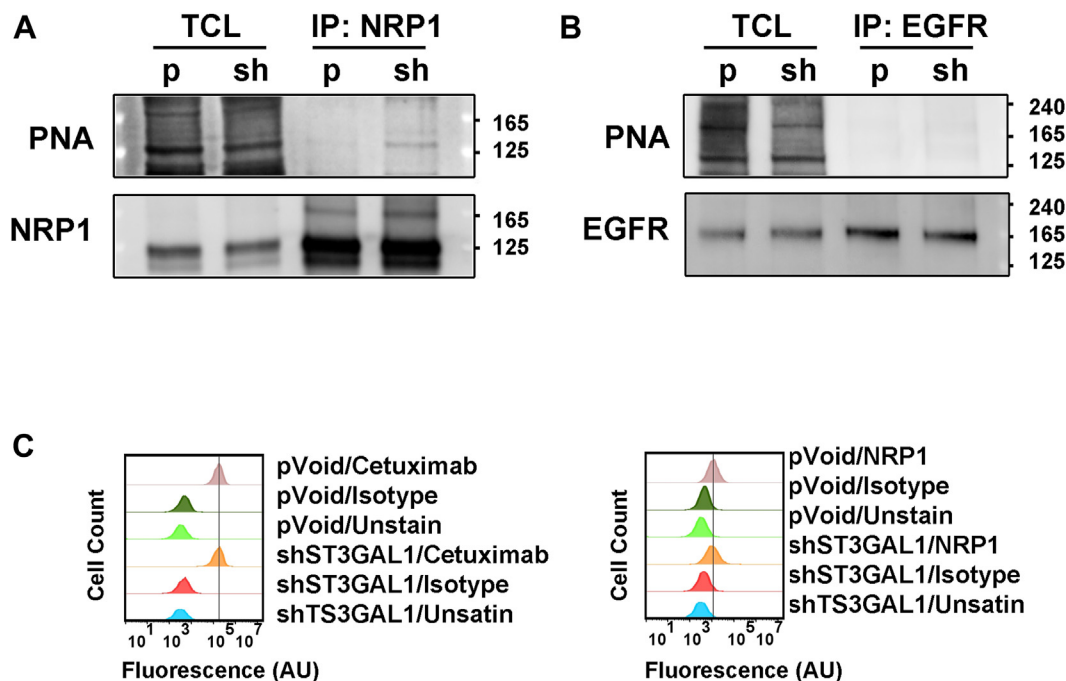 A
TCL IP: NRP1
p sh p sh
PNA
165
125
NRP1
165
125
B
TCL IP: EGFR
p sh p sh
PNA
240
165
125
EGFR
240
165
125
C
Cell Count
pVoid/Cetuximab
pVoid/Isotype
pVoid/Unstain
shST3GAL1/Cetuximab
shST3GAL1/Isotype
shTS3GAL1/Unsatin
10 1 10 3 10 5 10 7
Fluorescence (AU)
Cell Count
pVoid/NRP1
pVoid/Isotype
pVoid/Unstain
shST3GAL1/NRP1
shST3GAL1/Isotype
shTS3GAL1/Unsatin
10 1 10 3 10 5 10 7
Fluorescence (AU)